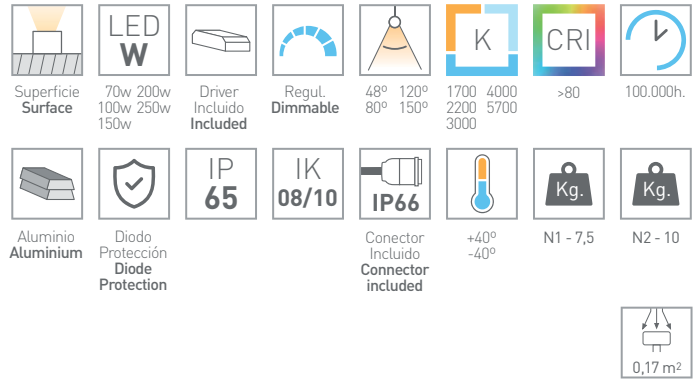 LED
W
K
CRI
Superficie
Surface
70w 200w
100w 250w
150w
Driver
Incluido
Included
Regul.
Dimmable
48º 120º
80º 150º
1700 4000
2200 5700
3000
>80
100.000h.
IP
65
IK
08/10
IP66
Kg.
Kg.
Aluminio
Aluminium
Diodo
Protección
Diode
Protection
Conector
Incluido
Connector
included
+40º
-40º
N1 - 7,5
N2 - 10
0,17 m²